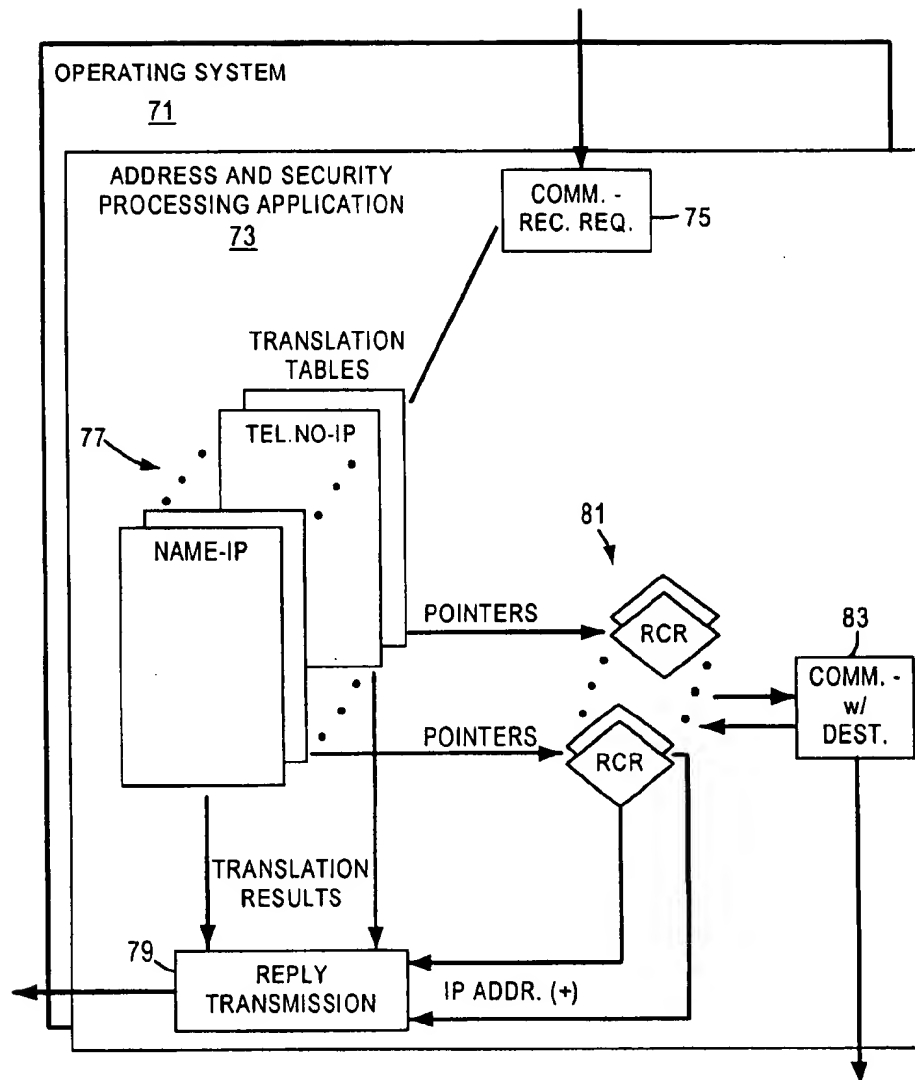 OPERATING SYSTEM
71
ADDRESS AND SECURITY
PROCESSING APPLICATION
73
COMM. -
REC. REQ.
75
TRANSLATION
TABLES
77
TEL.NO-IP
NAME-IP
81
POINTERS
RCR
83
COMM. -
w/
DEST.
POINTERS
RCR
TRANSLATION
RESULTS
79
REPLY
TRANSMISSION
IP ADDR. (+)